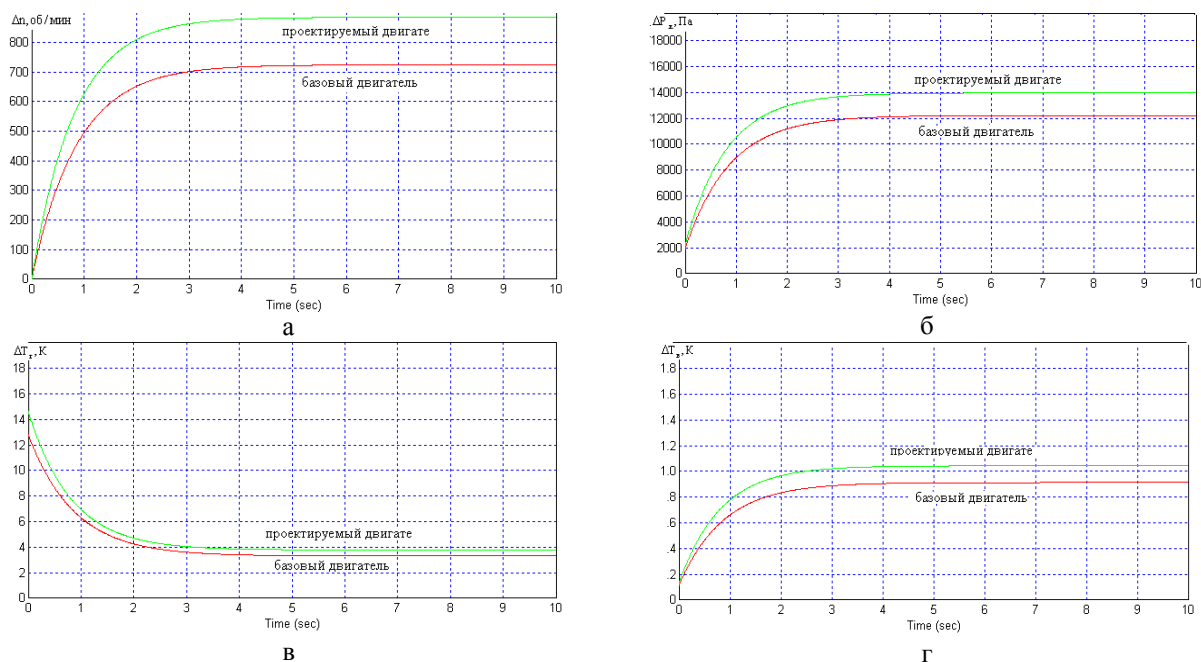 Δn, об/мин
800
700
600
500
400
300
200
100
0
проектируемый двигате
базовый двигатель
0 1 2 3 4 5 6 7 8 9 10
Time (sec)
а
ΔPк, Па
18000
16000
14000
12000
10000
8000
6000
4000
2000
0
проектируемый двигате
базовый двигатель
0 1 2 3 4 5 6 7 8 9 10
Time (sec)
б
ΔTг, К
18
16
14
12
10
8
6
4
2
0
проектируемый двигате
базовый двигатель
0 1 2 3 4 5 6 7 8 9 10
Time (sec)
в
К
1.8
1.6
1.4
1.2
1.0
.8
.6
.4
.2
0
проектируемый двигате
базовый двигатель
0 1 2 3 4 5 6 7 8 9 10
Time (sec)
г